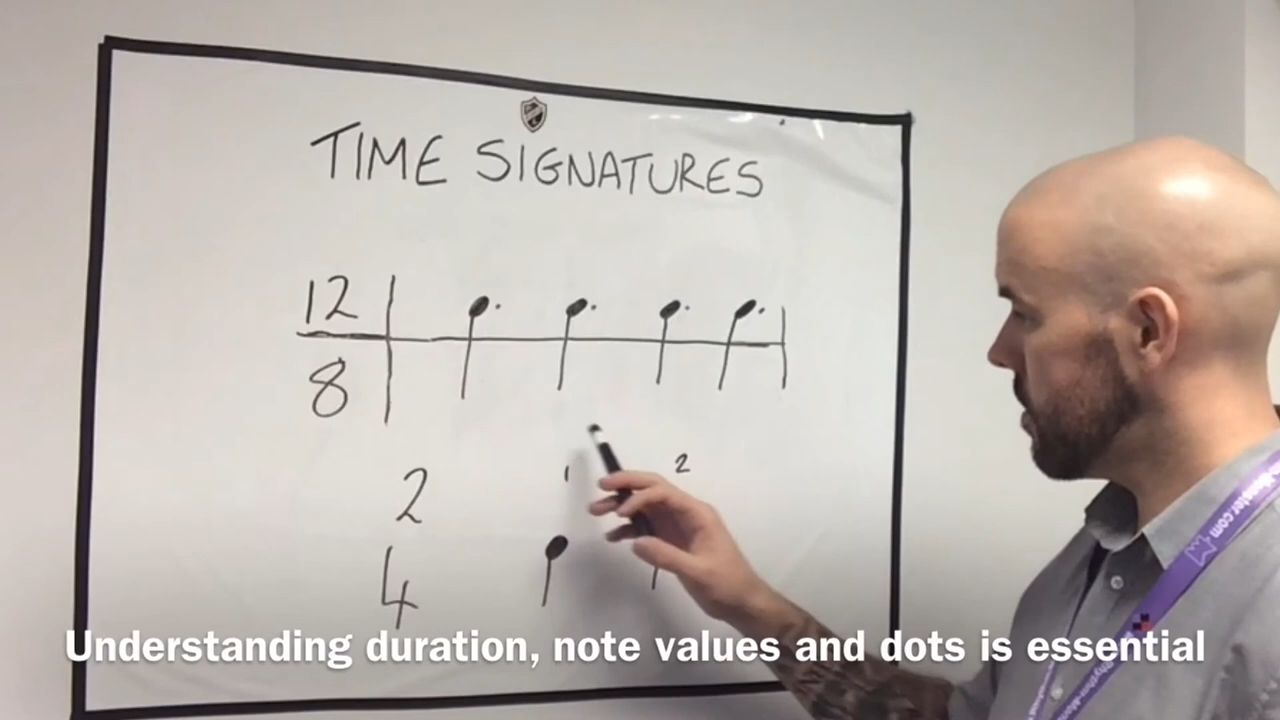 TIME SIGNATURES
12
8
1 2
2
4
Understanding duration, note values and dots is essential